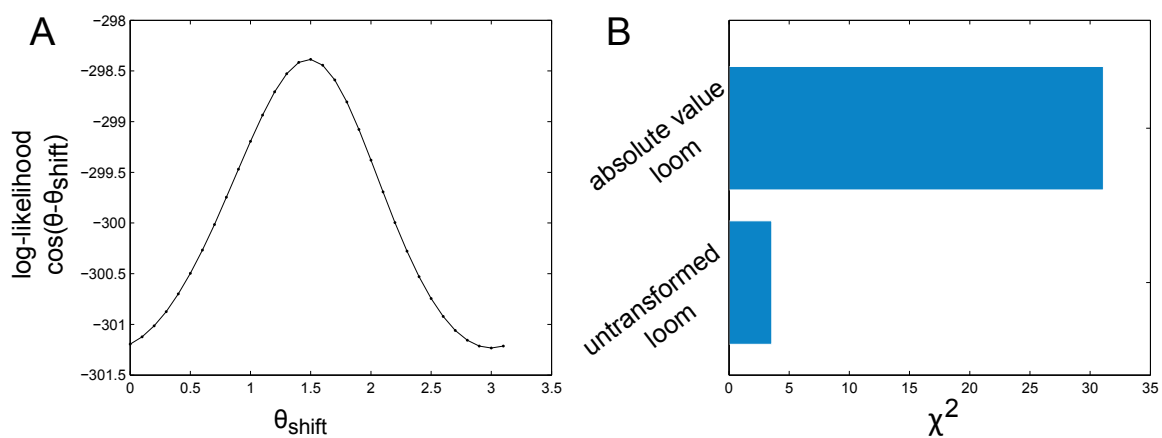 A
−298
−298.5
−299
−299.5
−300
−300.5
−301
−301.5
log-likelihood
cos(θ-θshift)
0 0.5 1 1.5 2 2.5 3 3.5
θshift
B
absolute value
loom
untransformed
loom
0 5 10 15 20 25 30 35
χ2